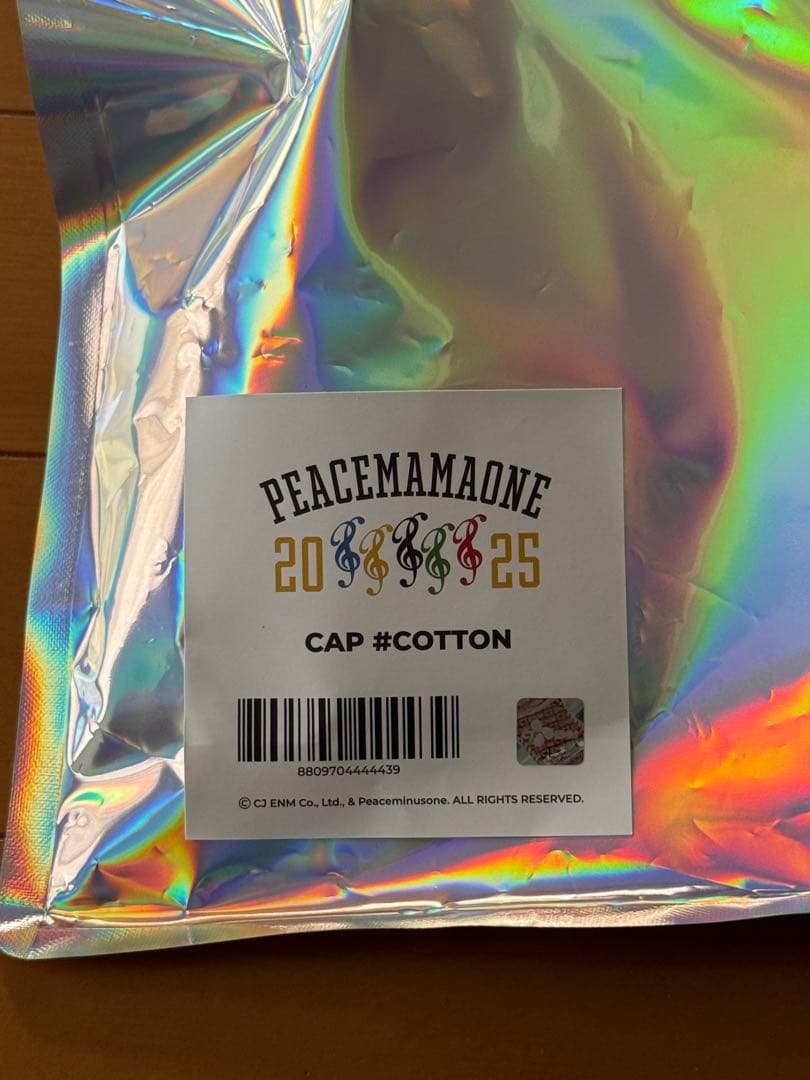 PEACEMAMAONE
20 25
CAP #COTTON
8809704444439
© CJ ENM Co., Ltd., & Peaceminusone. ALL RIGHTS RESERVED.